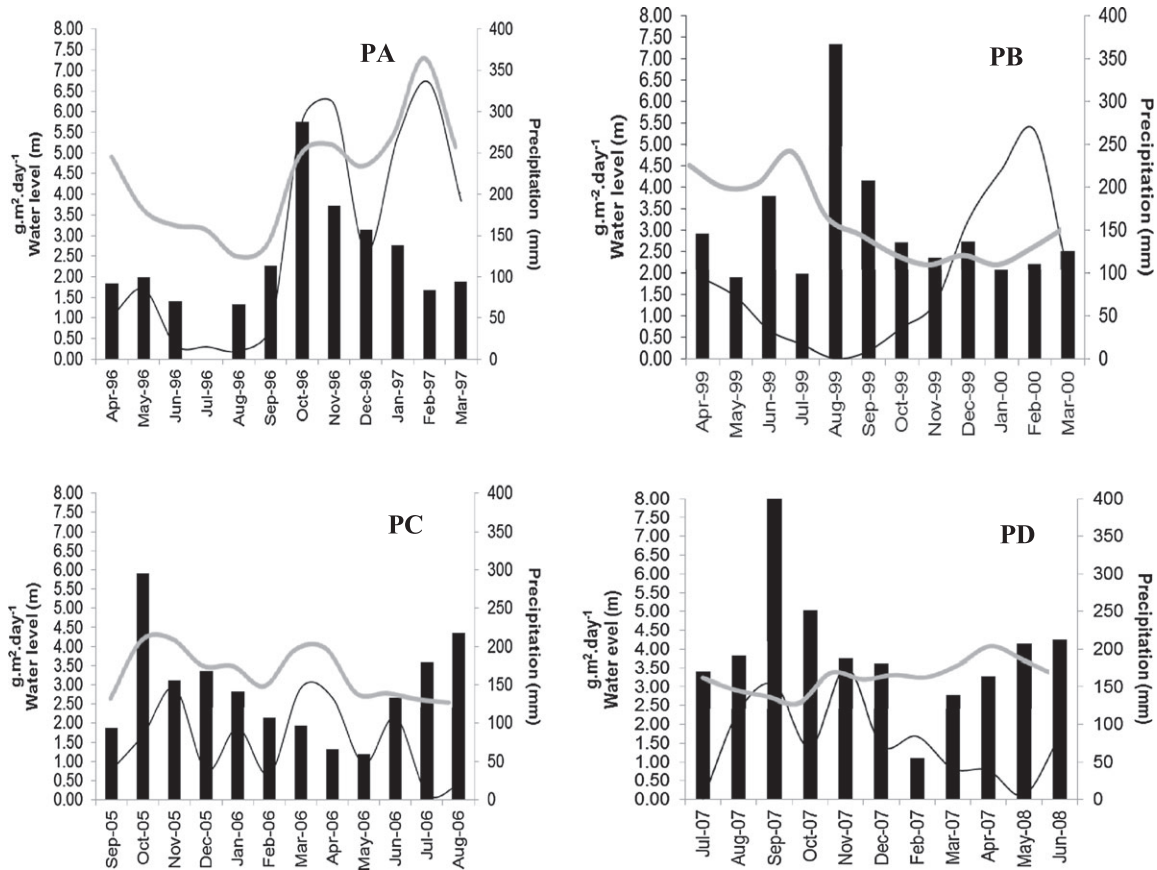 PA
g.m².day⁻¹
Water level (m)
8.00
7.50
7.00
6.50
6.00
5.50
5.00
4.50
4.00
3.50
3.00
2.50
2.00
1.50
1.00
0.50
0.00
400
350
300
250
200
150
100
50
0
Precipitation (mm)
Apr-96
May-96
Jun-96
Jul-96
Aug-96
Sep-96
Oct-96
Nov-96
Dec-96
Jan-97
Feb-97
Mar-97
PB
g.m⁻².day⁻¹
Water level (m)
8.00
7.50
7.00
6.50
6.00
5.50
5.00
4.50
4.00
3.50
3.00
2.50
2.00
1.50
1.00
0.50
0.00
400
350
300
250
200
150
100
50
0
Precipitation (mm)
Apr-99
May-99
Jun-99
Jul-99
Aug-99
Sep-99
Oct-99
Nov-99
Dec-99
Jan-00
Feb-00
Mar-00
PC
g.m².day⁻¹
Water level (m)
8.00
7.50
7.00
6.50
6.00
5.50
5.00
4.50
4.00
3.50
3.00
2.50
2.00
1.50
1.00
0.50
0.00
400
350
300
250
200
150
100
50
0
Precipitation (mm)
Sep-05
Oct-05
Nov-05
Dec-05
Jan-06
Feb-06
Mar-06
Apr-06
May-06
Jun-06
Jul-06
Aug-06
PD
g.m².day⁻¹
Water evel (m)
8.00
7.50
7.00
6.50
6.00
5.50
5.00
4.50
4.00
3.50
3.00
2.50
2.00
1.50
1.00
0.50
0.00
400
350
300
250
200
150
100
50
0
Precipitation (mm)
Jul-07
Aug-07
Sep-07
Oct-07
Nov-07
Dec-07
Feb-07
Mar-07
Apr-07
May-08
Jun-08